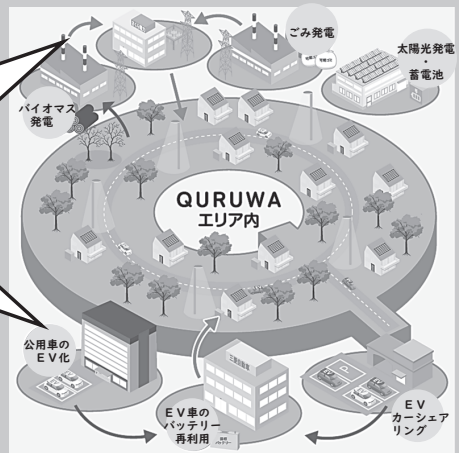 ごみ発電
太陽光発電
・
蓄電池
バイオマス
発電
QURUWA
エリア内
公用車の
EV化
EV車の
バッテリー
再利用
EV
カーシェア
リング
P